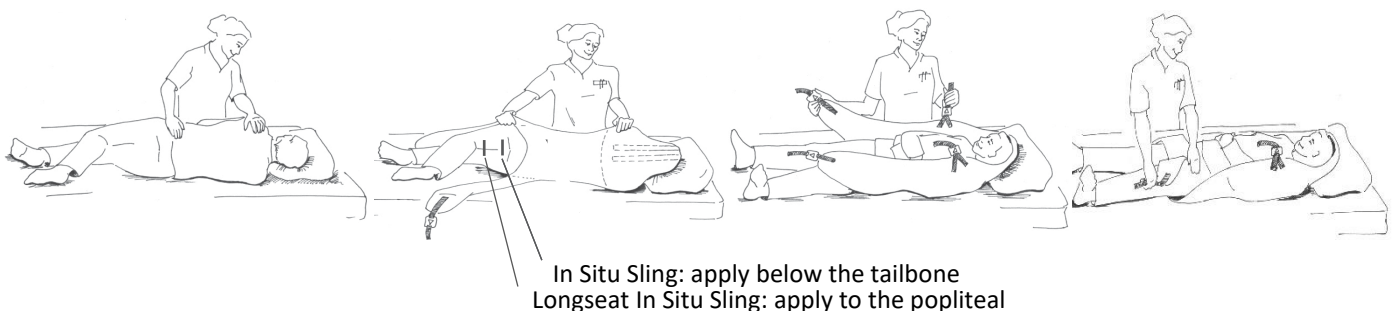 In Situ Sling: apply below the tailbone
Longseat In Situ Sling: apply to the popliteal